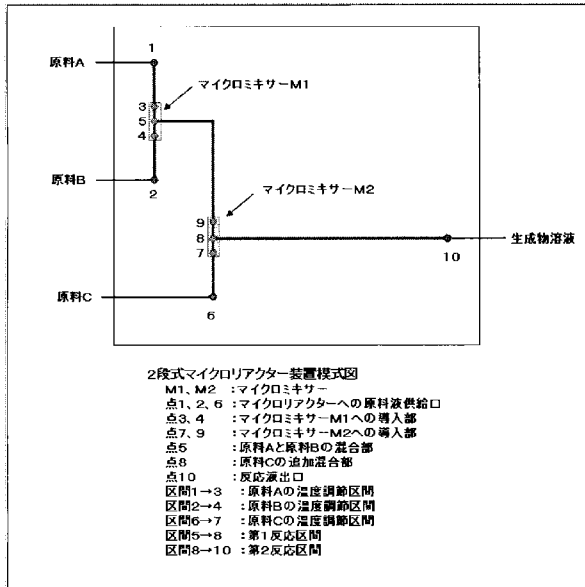 1
原料A
マイクロミキサーM1
3
5
4
原料B
2
マイクロミキサーM2
9
8
7
生成物溶液
10
原料C
6
2段式マイクロリアクター装置模式図
M1、M2 :マイクロミキサー
点1、2、6 :マイクロリアクターへの原料液供給口
点3、4 :マイクロミキサーM1への導入部
点7、9 :マイクロミキサーM2への導入部
点5 :原料Aと原料Bの混合部
点8 :原料Cの追加混合部
点10 :反応液出口
区間1→3 :原料Aの温度調節区間
区間2→4 :原料Bの温度調節区間
区間6→7 :原料Cの温度調節区間
区間5→8 :第1反応区間
区間8→10 :第2反応区間